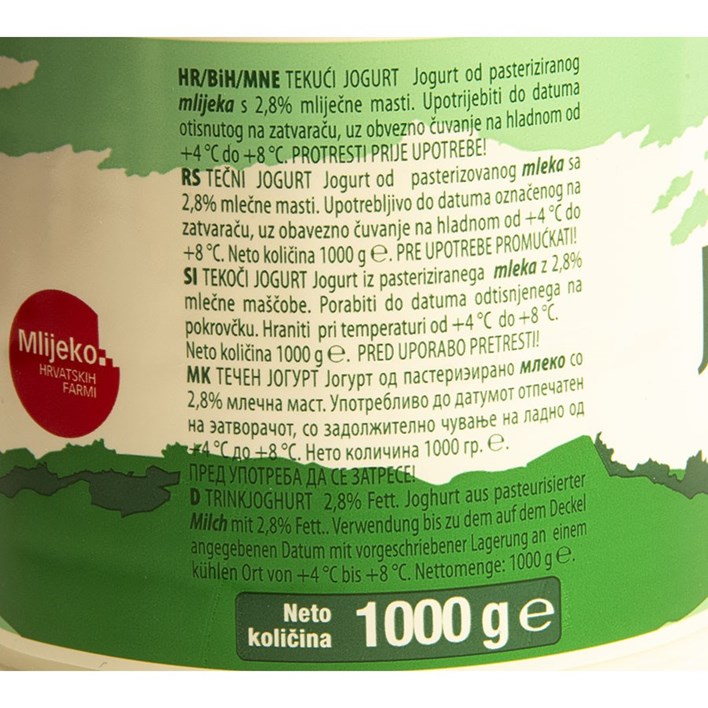 HR/BiH/MNE TEKUĆI JOGURT Jogurt od pasteriziranog
mlijeka s 2,8% mliječne masti. Upotrijebiti do datuma
otisnutog na zatvaraču, uz obvezno čuvanje na hladnom od
+4 °C do +8 °C. PROTRESTI PRIJE UPOTREBE!
RS TEČNI JOGURT Jogurt od pasterizovanog mleka sa
2,8% mlečne masti. Upotrebljivo do datuma označenog na
zatvaraču, uz obavezno čuvanje na hladnom od +4 °C do
+8 °C. Neto količina 1000 g ℮. PRE UPOTREBE PROMUĆKATI!
SI TEKOČI JOGURT Jogurt iz pasteriziranega mleka z 2,8%
mlečne maščobe. Porabiti do datuma odtisnjenega na
pokrovčku. Hraniti pri temperaturi od +4 °C do +8 °C.
Neto količina 1000 g ℮. PRED UPORABO PRETRESTI!
MK ТЕЧЕН ЈОГУРТ Јогурт од пастеризирано млеко со
2,8% млечна маст. Употребливо до датумот отпечатен
на затворачот, со задолжително чување на ладно од
+4 °C до +8 °C. Нето количина 1000 гр. ℮.
ПРЕД УПОТРЕБА ДА СЕ ЗАТРЕСЕ!
D TRINKJOGHURT 2,8% Fett. Joghurt aus pasteurisierter
Milch mit 2,8% Fett.. Verwendung bis zu dem auf dem Deckel
angegebenen Datum mit vorgeschriebener Lagerung an einem
kühlen Ort von +4 °C bis +8 °C. Nettomenge: 1000 g ℮.
Mlijeko
HRVATSKIH
FARMI
Neto
količina 1000 g ℮